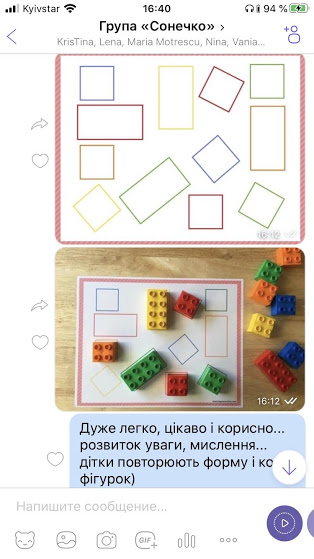 Kyivstar 16:40 94 %
Група «Сонечко» >
KrisTina, Lena, Maria Motrescu, Nina, Vania...
16:12
16:12
Дуже легко, цікаво і корисно...
розвиток уваги, мислення...
дітки повторюють форму і ко
фігурок)
Напишите сообщение...
GIF